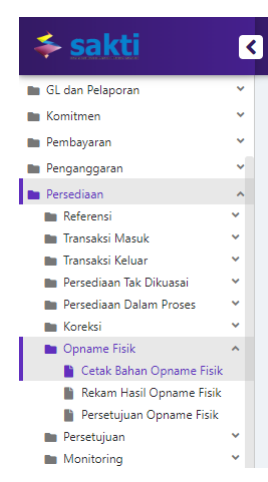 sakti
GL dan Pelaporan
Komitmen
Pembayaran
Penganggaran
Persediaan
Referensi
Transaksi Masuk
Transaksi Keluar
Persediaan Tak Dikuasai
Persediaan Dalam Proses
Koreksi
Opname Fisik
Cetak Bahan Opname Fisik
Rekam Hasil Opname Fisik
Persetujuan Opname Fisik
Persetujuan
Monitoring